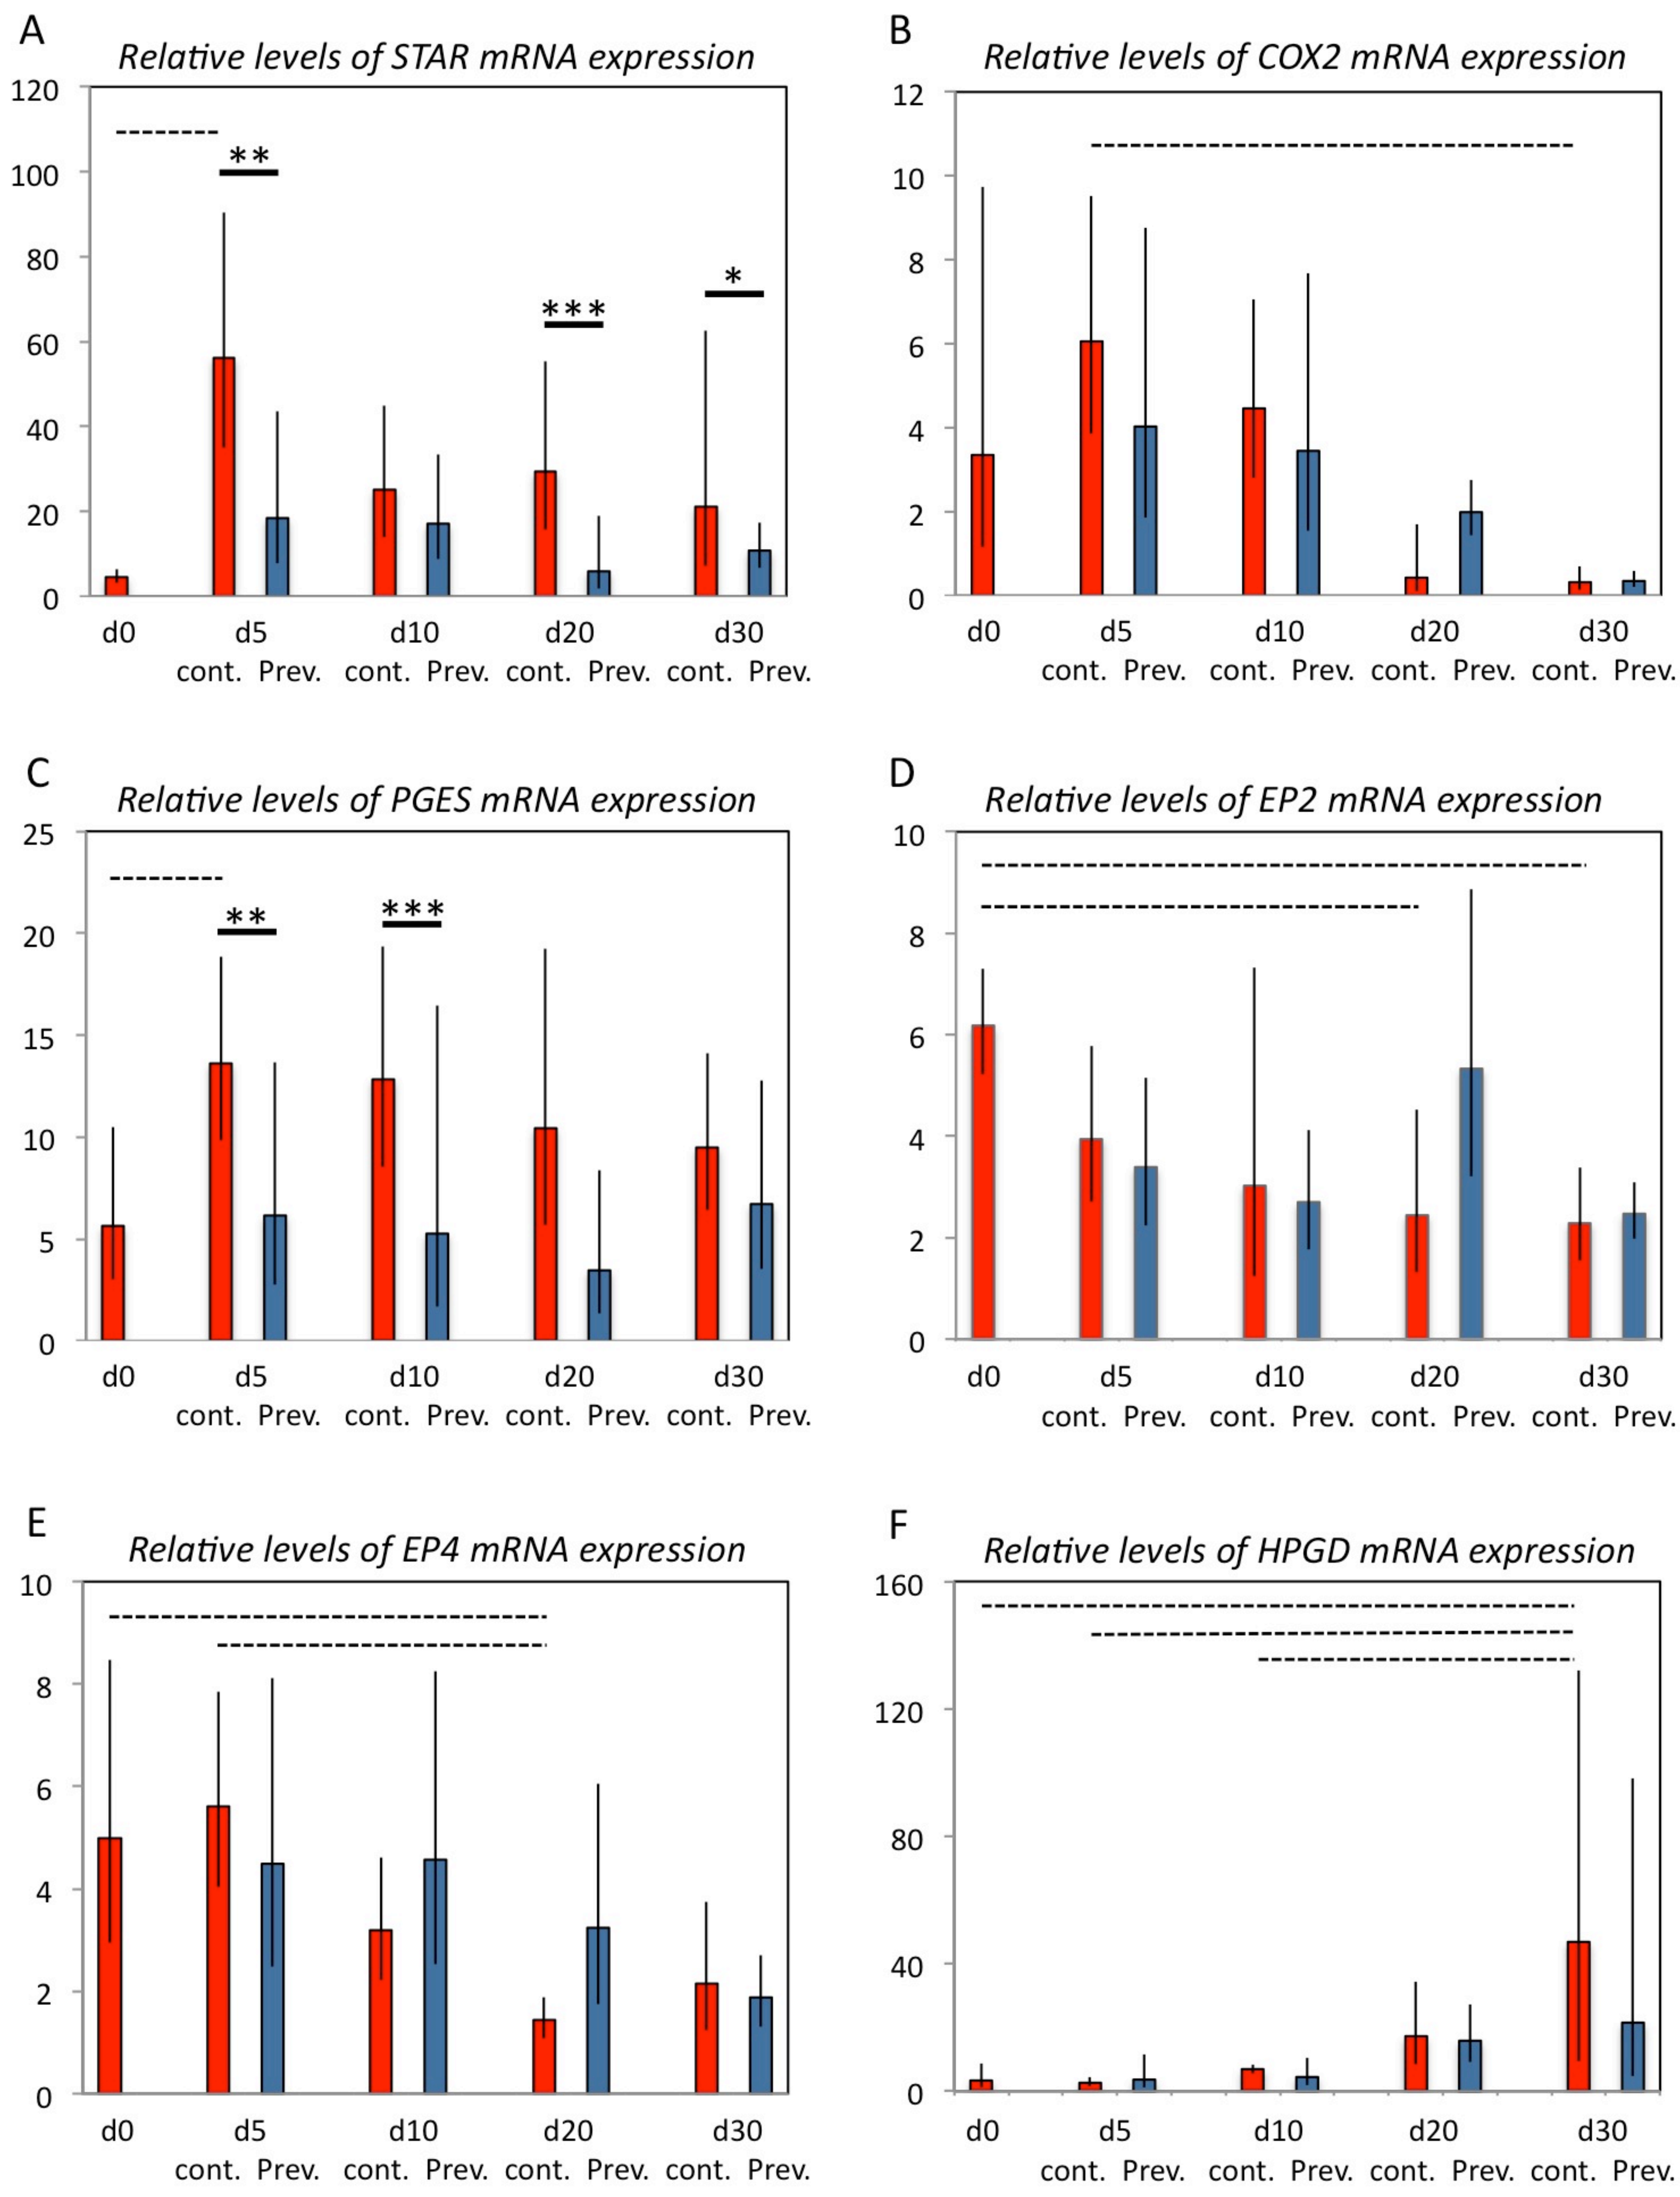 A
Relative levels of STAR mRNA expression
120
100
80
60
40
20
0
**
***
*
d0 d5 d10 d20 d30
cont. Prev. cont. Prev. cont. Prev. cont. Prev.
B
Relative levels of COX2 mRNA expression
12
10
8
6
4
2
0
d0 d5 d10 d20 d30
cont. Prev. cont. Prev. cont. Prev. cont. Prev.
C
Relative levels of PGES mRNA expression
25
20
15
10
5
0
**
***
d0 d5 d10 d20 d30
cont. Prev. cont. Prev. cont. Prev. cont. Prev.
D
Relative levels of EP2 mRNA expression
10
8
6
4
2
0
d0 d5 d10 d20 d30
cont. Prev. cont. Prev. cont. Prev. cont. Prev.
E
Relative levels of EP4 mRNA expression
10
8
6
4
2
0
d0 d5 d10 d20 d30
cont. Prev. cont. Prev. cont. Prev. cont. Prev.
F
Relative levels of HPGD mRNA expression
160
120
80
40
0
d0 d5 d10 d20 d30
cont. Prev. cont. Prev. cont. Prev. cont. Prev.